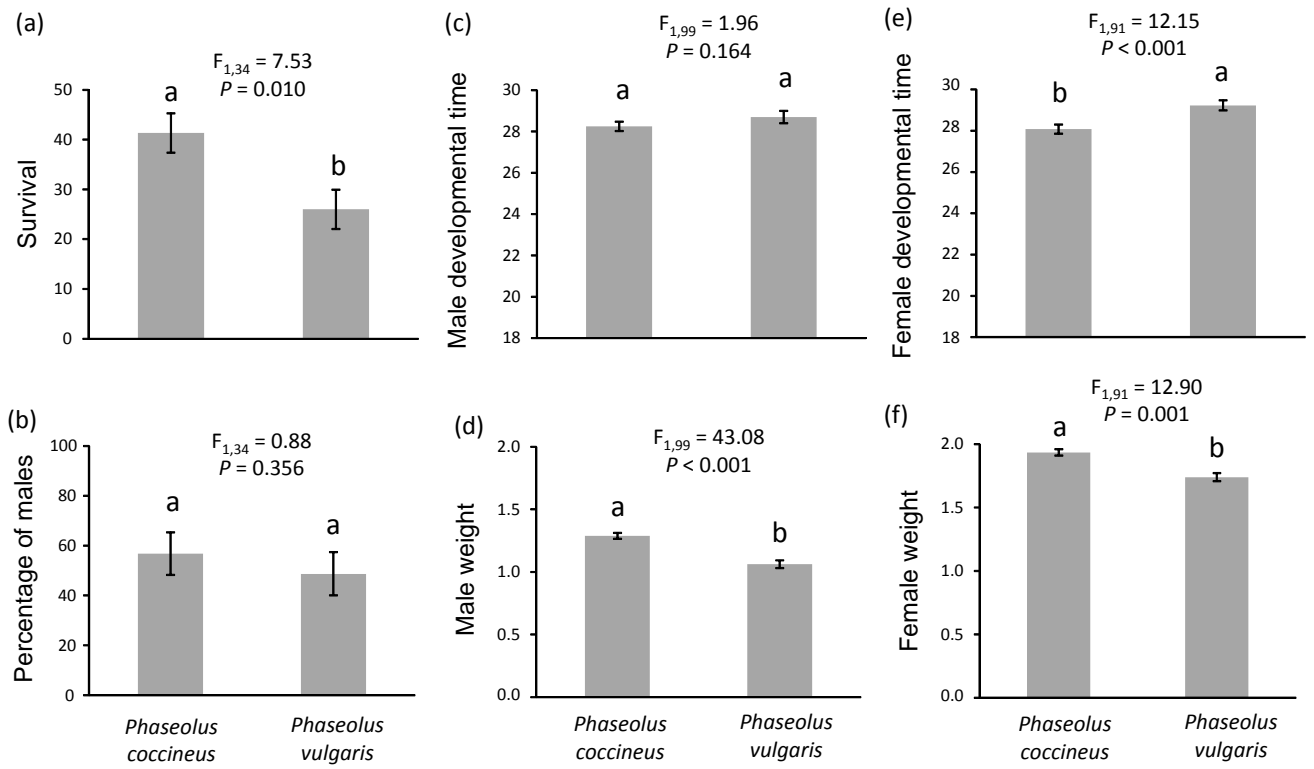 (a)
F1,34 = 7.53
P = 0.010
50
40
30
20
10
0
Survival
a
b
(b)
F1,34 = 0.88
P = 0.356
100
80
60
40
20
0
Percentage of males
a
a
Phaseolus
coccineus
Phaseolus
vulgaris
(c)
F1,99 = 1.96
P = 0.164
30
28
26
24
22
20
18
Male developmental time
a
a
(d)
F1,99 = 43.08
P < 0.001
2.0
1.5
1.0
0.5
0.0
Male weight
a
b
Phaseolus
coccineus
Phaseolus
vulgaris
(e)
F1,91 = 12.15
P < 0.001
30
28
26
24
22
20
18
Female developmental time
b
a
(f)
F1,91 = 12.90
P = 0.001
2.0
1.5
1.0
0.5
0.0
Female weight
a
b
Phaseolus
coccineus
Phaseolus
vulgaris